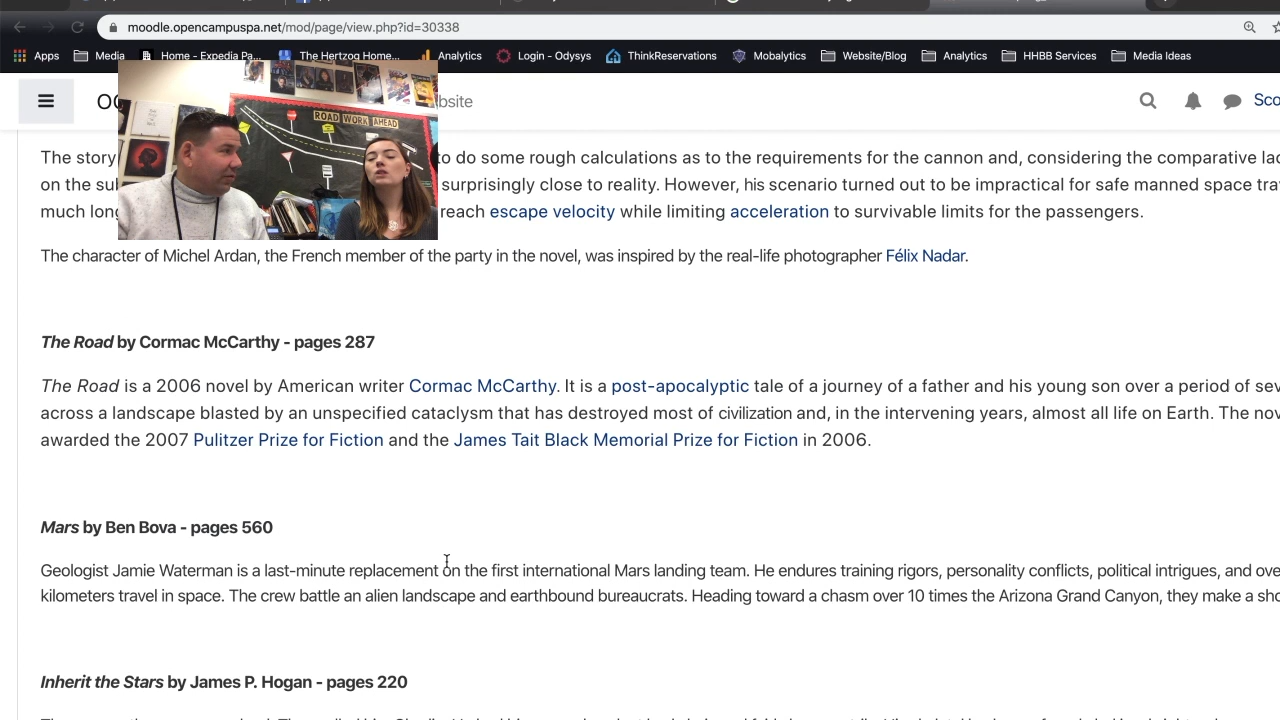 moodle.opencampuspa.net/mod/page/view.php?id=30338
Apps Media Home - Expedia Pa... The Hertzog Home... Analytics Login - Odysys ThinkReservations Mobalytics Website/Blog Analytics HHBB Services Media Ideas
ROAD WORK AHEAD
bsite Sco
The story to do some rough calculations as to the requirements for the cannon and, considering the comparative lac
on the su surprisingly close to reality. However, his scenario turned out to be impractical for safe manned space tra
much long reach escape velocity while limiting acceleration to survivable limits for the passengers.
The character of Michel Ardan, the French member of the party in the novel, was inspired by the real-life photographer Félix Nadar.
The Road by Cormac McCarthy - pages 287
The Road is a 2006 novel by American writer Cormac McCarthy. It is a post-apocalyptic tale of a journey of a father and his young son over a period of sev
across a landscape blasted by an unspecified cataclysm that has destroyed most of civilization and, in the intervening years, almost all life on Earth. The nov
awarded the 2007 Pulitzer Prize for Fiction and the James Tait Black Memorial Prize for Fiction in 2006.
Mars by Ben Bova - pages 560
Geologist Jamie Waterman is a last-minute replacement on the first international Mars landing team. He endures training rigors, personality conflicts, political intrigues, and ove
kilometers travel in space. The crew battle an alien landscape and earthbound bureaucrats. Heading toward a chasm over 10 times the Arizona Grand Canyon, they make a sho
Inherit the Stars by James P. Hogan - pages 220